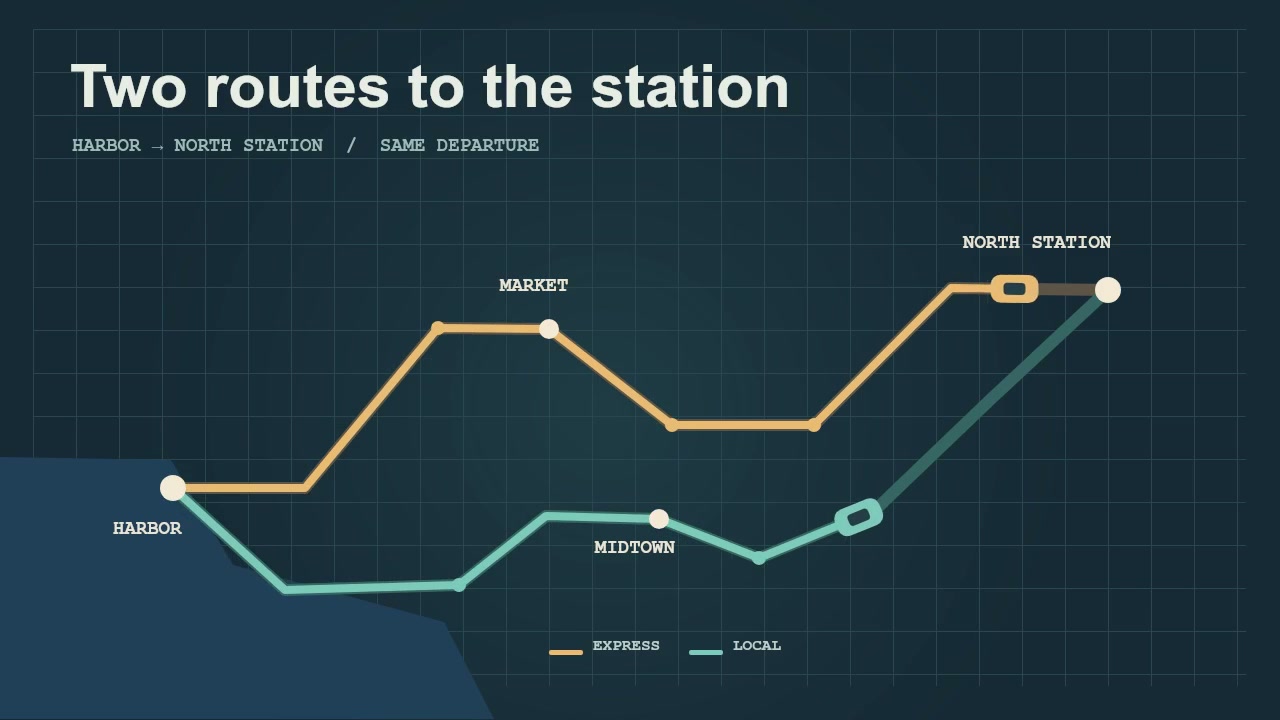 Two routes to the station
HARBOR → NORTH STATION / SAME DEPARTURE
NORTH STATION
MARKET
HARBOR
MIDTOWN
EXPRESS
LOCAL